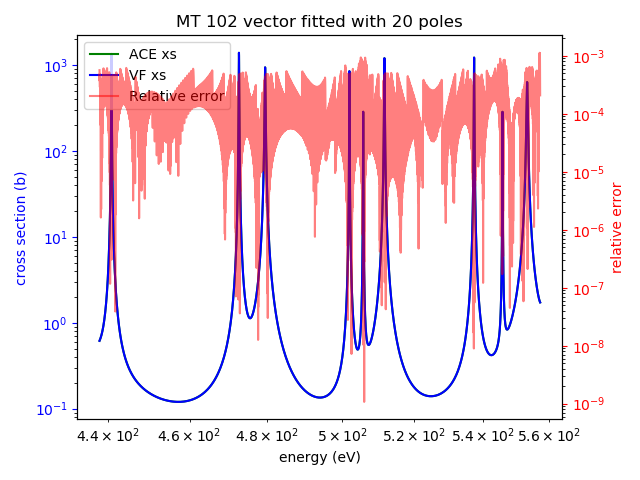 MT 102 vector fitted with 20 poles
ACE xs
VF xs
Relative error
cross section (b)
10³
10²
10¹
10⁰
10⁻¹
relative error
10⁻³
10⁻⁴
10⁻⁵
10⁻⁶
10⁻⁷
10⁻⁸
10⁻⁹
4.4 × 10² 4.6 × 10² 4.8 × 10² 5 × 10² 5.2 × 10² 5.4 × 10² 5.6 × 10²
energy (eV)